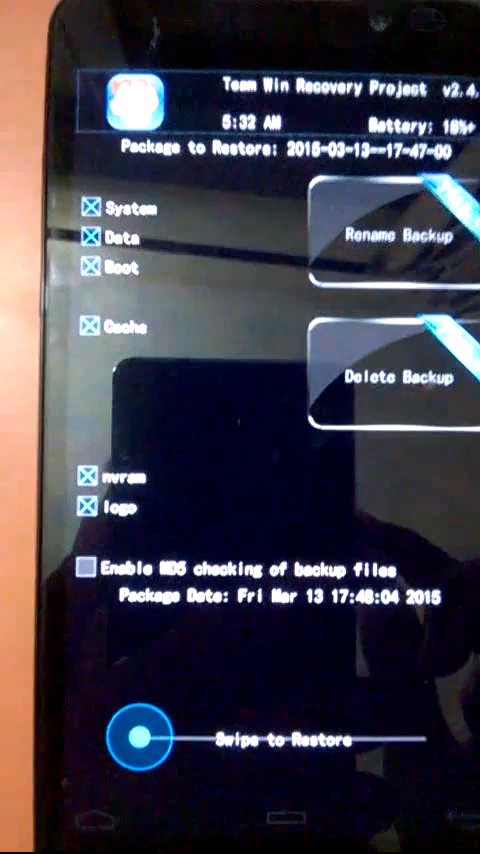 Team Win Recovery Project v2.4.
5:32 AM
Battery: 16%+
Package to Restore: 2015-03-13--17-47-00
System
Data
Rename Backup
Boot
Cache
Delete Backup
nvram
logo
Enable MD5 checking of backup files
Package Date: Fri Mar 13 17:48:04 2015
Swipe to Restore